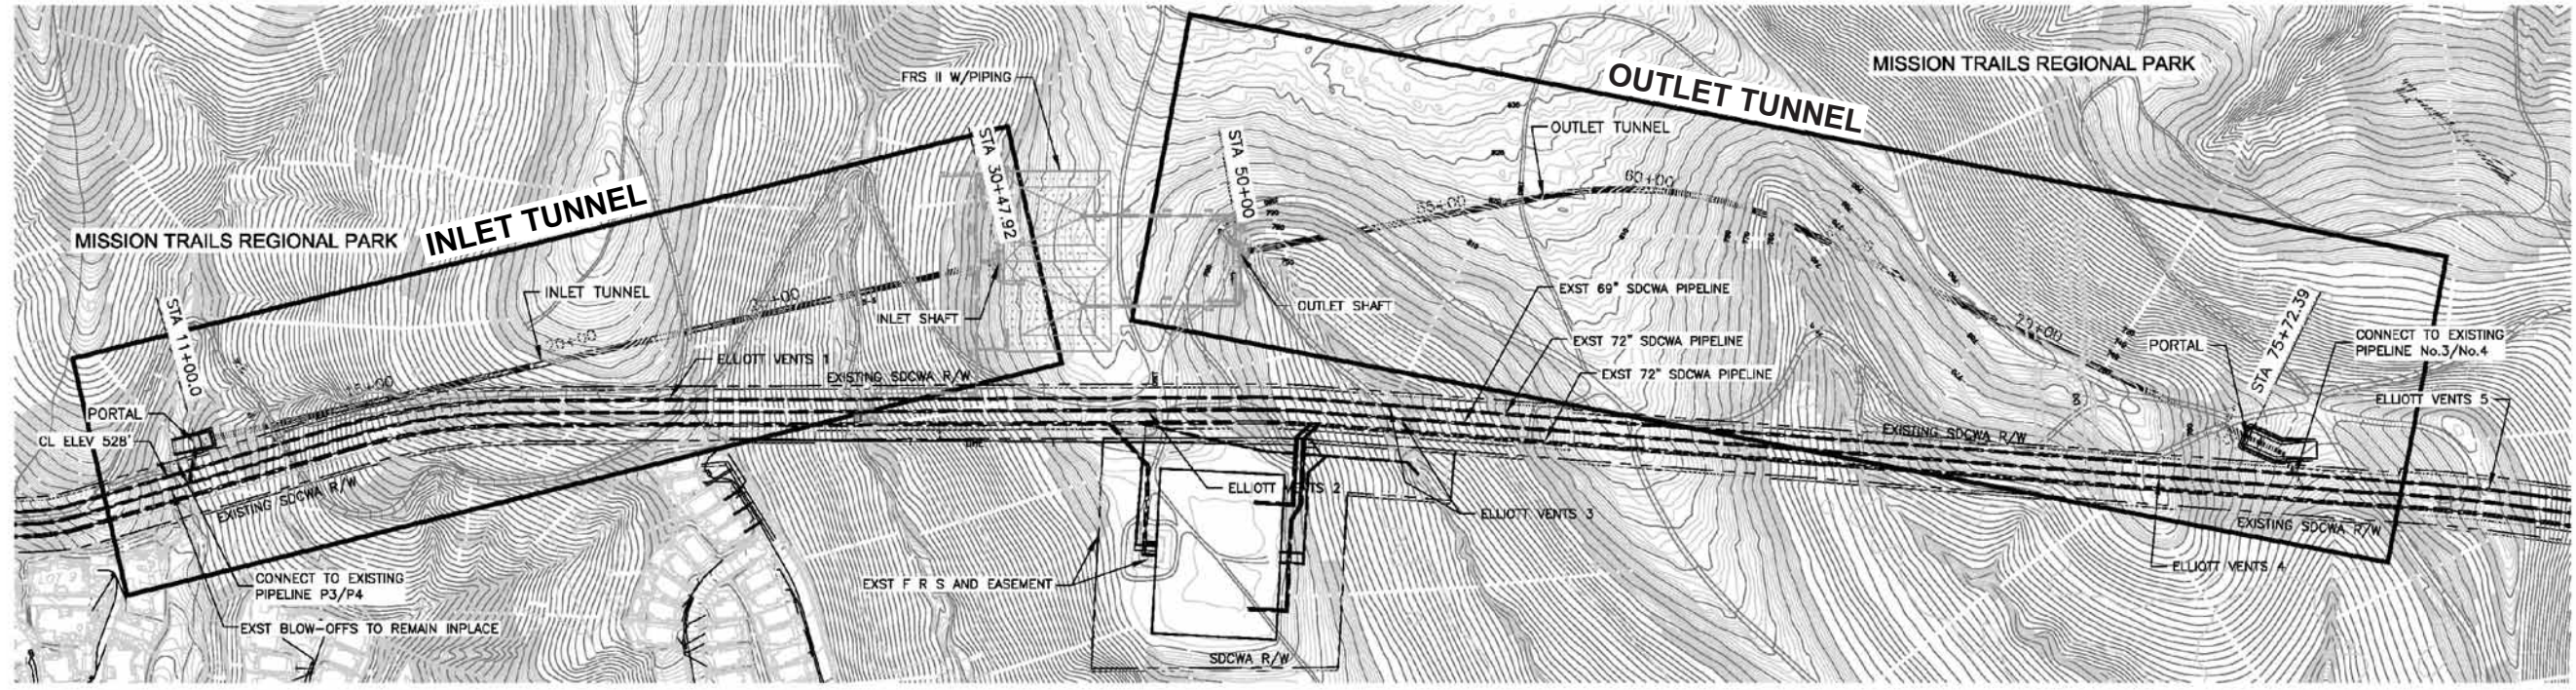 FRS II W/PIPING
MISSION TRAILS REGIONAL PARK
OUTLET TUNNEL
OUTLET TUNNEL
STA 30+47.92
STA 50+00
60+00
INLET TUNNEL
MISSION TRAILS REGIONAL PARK
STA 11+00.0
INLET TUNNEL
INLET SHAFT
OUTLET SHAFT
EXST 69" SDCWA PIPELINE
EXST 72" SDCWA PIPELINE
EXST 72" SDCWA PIPELINE
PORTAL
STA 75+72.39
CONNECT TO EXISTING
PIPELINE No.3/No.4
20+00
15+00
ELLIOTT VENTS 1
EXISTING SDCWA R/W
PORTAL
CL ELEV 528'
ELLIOTT VENTS 5
EXISTING SDCWA R/W
EXISTING SDCWA R/W
ELLIOTT VENTS 2
ELLIOTT VENTS 3
EXISTING SDCWA R/W
ELLIOTT VENTS 4
CONNECT TO EXISTING
PIPELINE P3/P4
EXST F R S AND EASEMENT
EXST BLOW-OFFS TO REMAIN INPLACE
SDCWA R/W